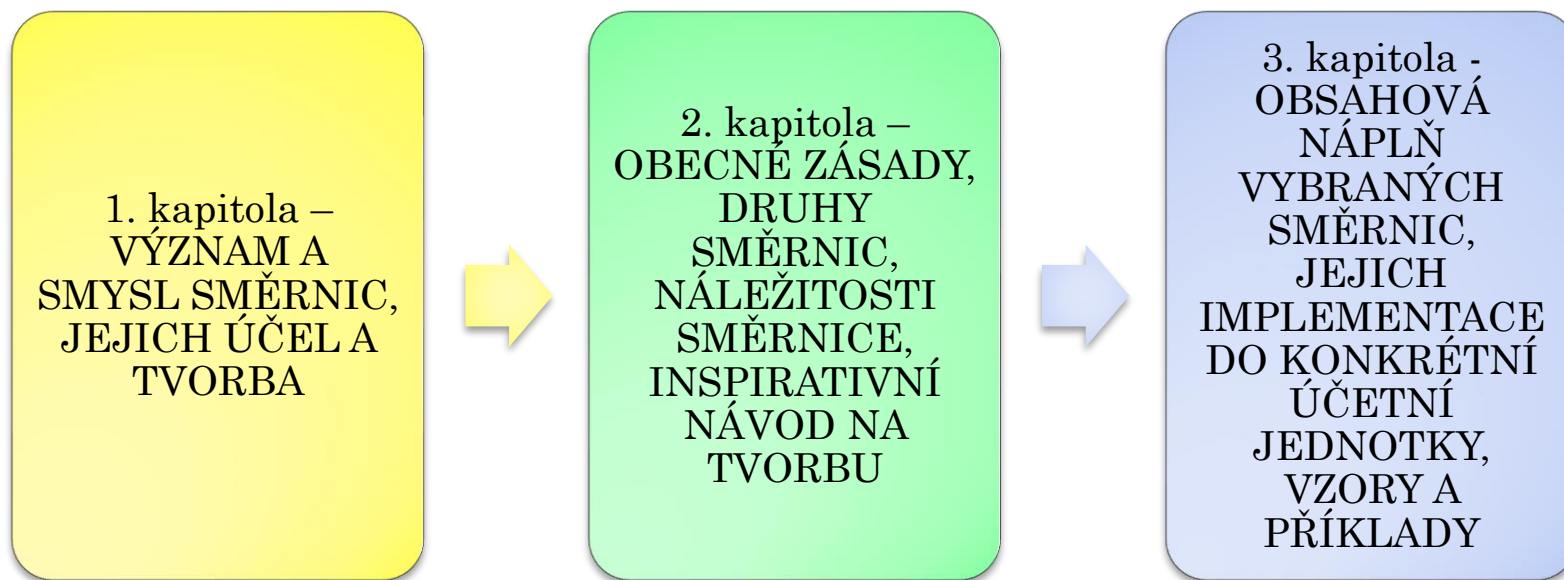 1. kapitola –
VÝZNAM A
SMYSL SMĚRNIC,
JEJICH ÚČEL A
TVORBA
2. kapitola –
OBECNÉ ZÁSADY,
DRUHY
SMĚRNIC,
NÁLEŽITOSTI
SMĚRNICE,
INSPIRATIVNÍ
NÁVOD NA
TVORBU
3. kapitola -
OBSAHOVÁ
NÁPLŇ
VYBRANÝCH
SMĚRNIC,
JEJICH
IMPLEMENTACE
DO KONKRÉTNÍ
ÚČETNÍ
JEDNOTKY,
VZORY A
PŘÍKLADY